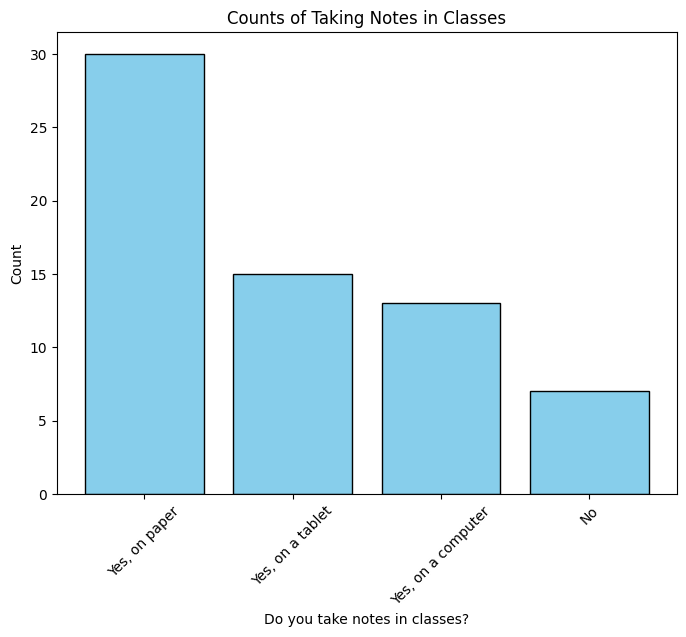 Counts of Taking Notes in Classes
Count
30
25
20
15
10
5
0
Yes, on paper
Yes, on a tablet
Yes, on a computer
No
Do you take notes in classes?